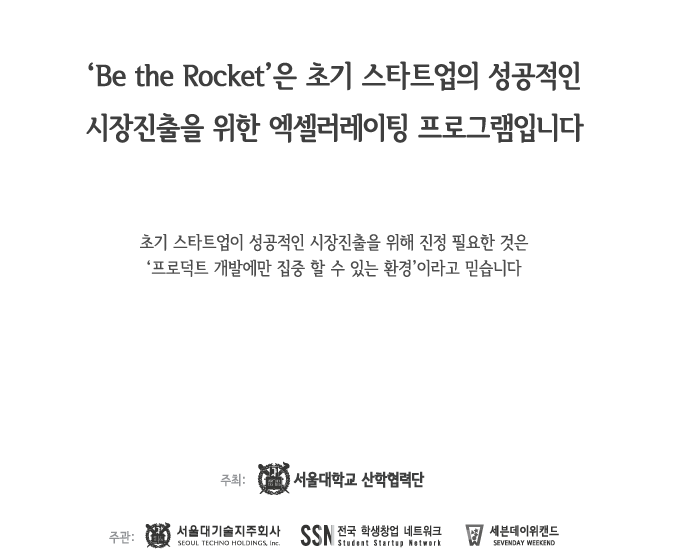 ‘Be the Rocket’은 초기 스타트업의 성공적인
시장진출을 위한 엑셀러레이팅 프로그램입니다
초기 스타트업이 성공적인 시장진출을 위해 진정 필요한 것은
‘프로덕트 개발에만 집중 할 수 있는 환경’이라고 믿습니다
주최: 서울대학교 산학협력단
주관: 서울대기술지주회사 SSN 전국 학생창업 네트워크 세븐데이위캔드
SEOUL TECHNO HOLDINGS, Inc. Student Startup Network SEVENDAY WEEKEND